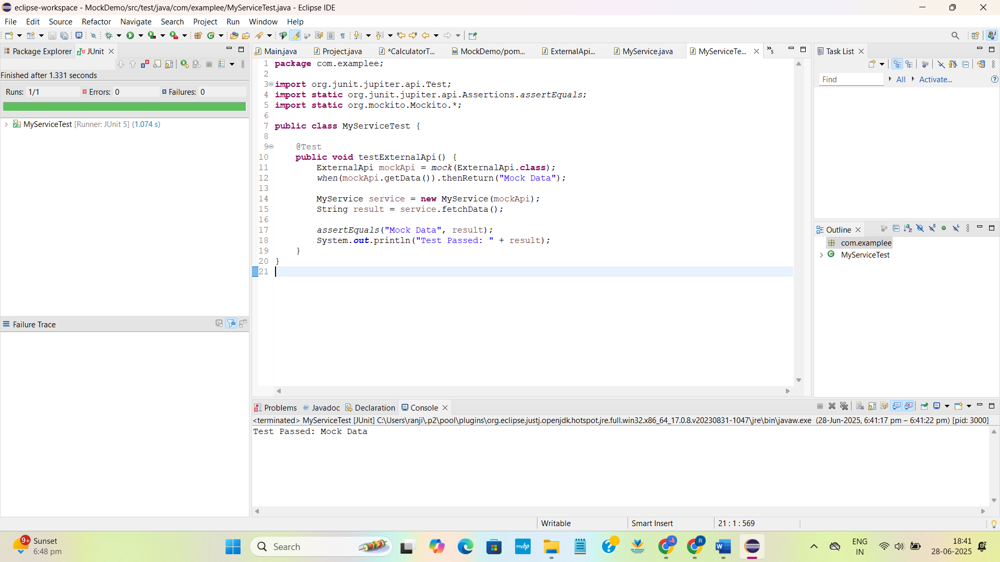 eclipse-workspace - MockDemo/src/test/java/com/examplee/MyServiceTest.java - Eclipse IDE
File Edit Source Refactor Navigate Search Project Run Window Help
Package Explorer JUnit
Finished after 1.331 seconds
Runs: 1/1 Errors: 0 Failures: 0
MyServiceTest [Runner: JUnit 5] (1.074 s)
Failure Trace
Main.java Project.java *CalculatorT... MockDemo/pom... ExternalApi... MyService.java MyServiceTe... »5
1 package com.examplee;
2
3 import org.junit.jupiter.api.Test;
4 import static org.junit.jupiter.api.Assertions.assertEquals;
5 import static org.mockito.Mockito.*;
6
7 public class MyServiceTest {
8
9 @Test
10 public void testExternalApi() {
11 ExternalApi mockApi = mock(ExternalApi.class);
12 when(mockApi.getData()).thenReturn("Mock Data");
13
14 MyService service = new MyService(mockApi);
15 String result = service.fetchData();
16
17 assertEquals("Mock Data", result);
18 System.out.println("Test Passed: " + result);
19 }
20 }
21
Task List
Find All Activate...
Outline
com.examplee
MyServiceTest
Problems Javadoc Declaration Console
<terminated> MyServiceTest [JUnit] C:\Users\ranji\.p2\pool\plugins\org.eclipse.justj.openjdk.hotspot.jre.full.win32.x86_64_17.0.8.v20230831-1047\jre\bin\javaw.exe (28-Jun-2025, 6:41:17 pm – 6:41:22 pm) [pid: 3000]
Test Passed: Mock Data
Writable Smart Insert 21 : 1 : 569
9+
Sunset
6:48 pm
Search
myhp
ENG
IN
18:41
28-06-2025